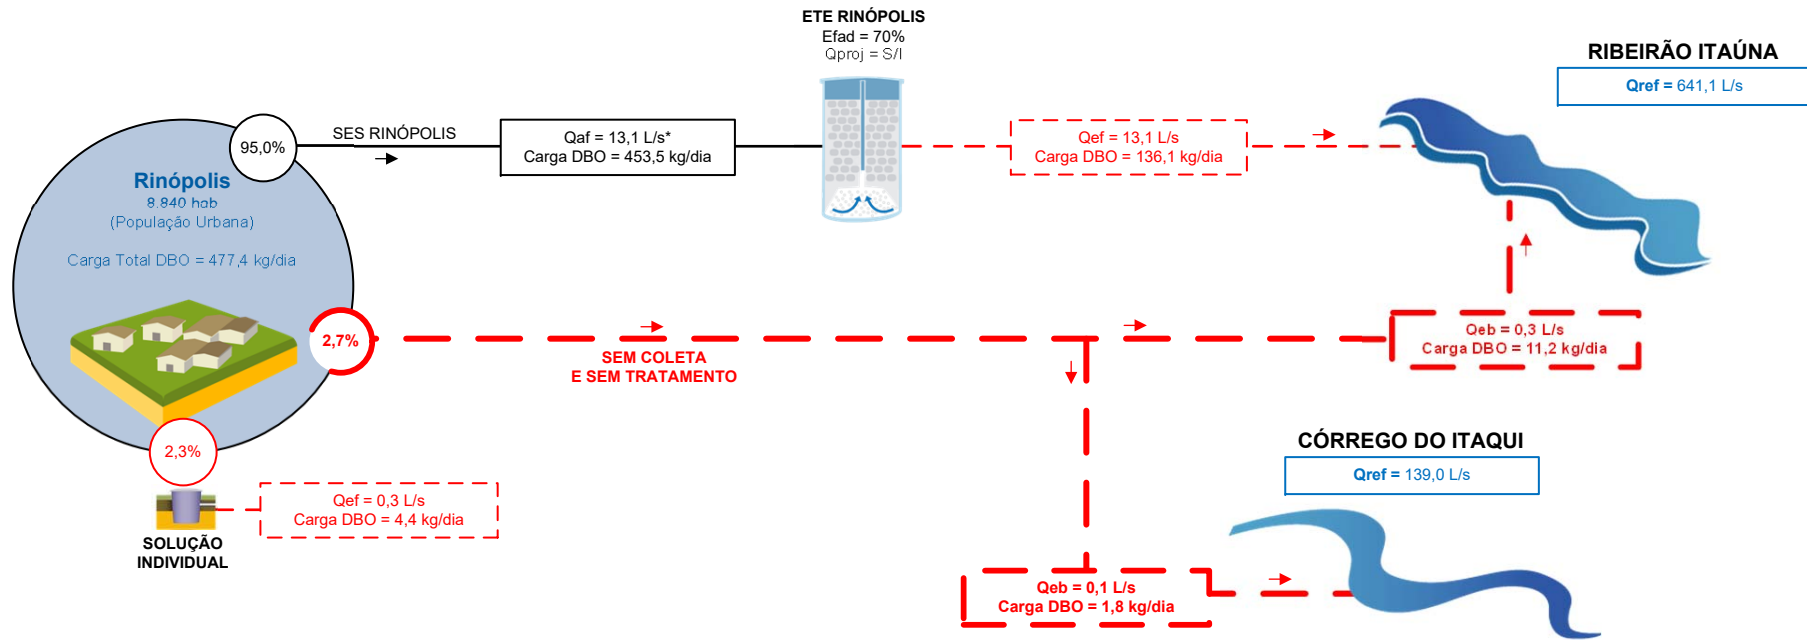 ETE RINÓPOLIS
Efad = 70%
Qproj = S/I
RIBEIRÃO ITAÚNA
Qref = 641,1 L/s
95,0%
SES RINÓPOLIS
Qaf = 13,1 L/s*
Carga DBO = 453,5 kg/dia
Qef = 13,1 L/s
Carga DBO = 136,1 kg/dia
Rinópolis
8.840 hab
(População Urbana)
Carga Total DBO = 477,4 kg/dia
2,7%
SEM COLETA
E SEM TRATAMENTO
Qeb = 0,3 L/s
Carga DBO = 11,2 kg/dia
2,3%
Qef = 0,3 L/s
Carga DBO = 4,4 kg/dia
SOLUÇÃO
INDIVIDUAL
CÓRREGO DO ITAQUI
Qref = 139,0 L/s
Qeb = 0,1 L/s
Carga DBO = 1,8 kg/dia